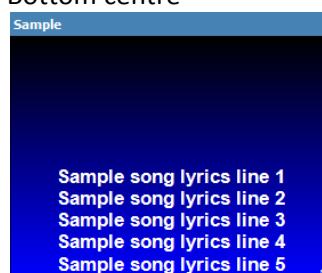 Bottom centre
Sample
Sample song lyrics line 1
Sample song lyrics line 2
Sample song lyrics line 3
Sample song lyrics line 4
Sample song lyrics line 5